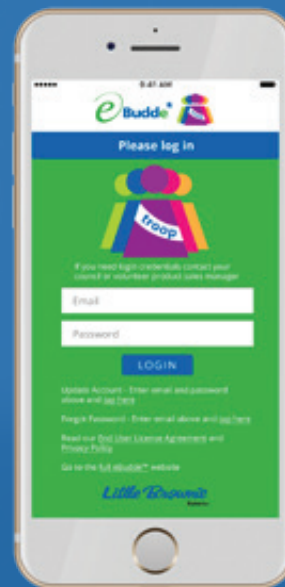 9:41 AM
eBudde™
Please log in
troop
If you need login credentials contact your
council or volunteer product sales manager
Email
Password
LOGIN
Update Account - Enter email and password
above and tap here
Forgot Password - Enter email above and tap here
Read our End User License Agreement and
Privacy Policy
Go to the full eBudde™ website
Little Brownie
Bakers